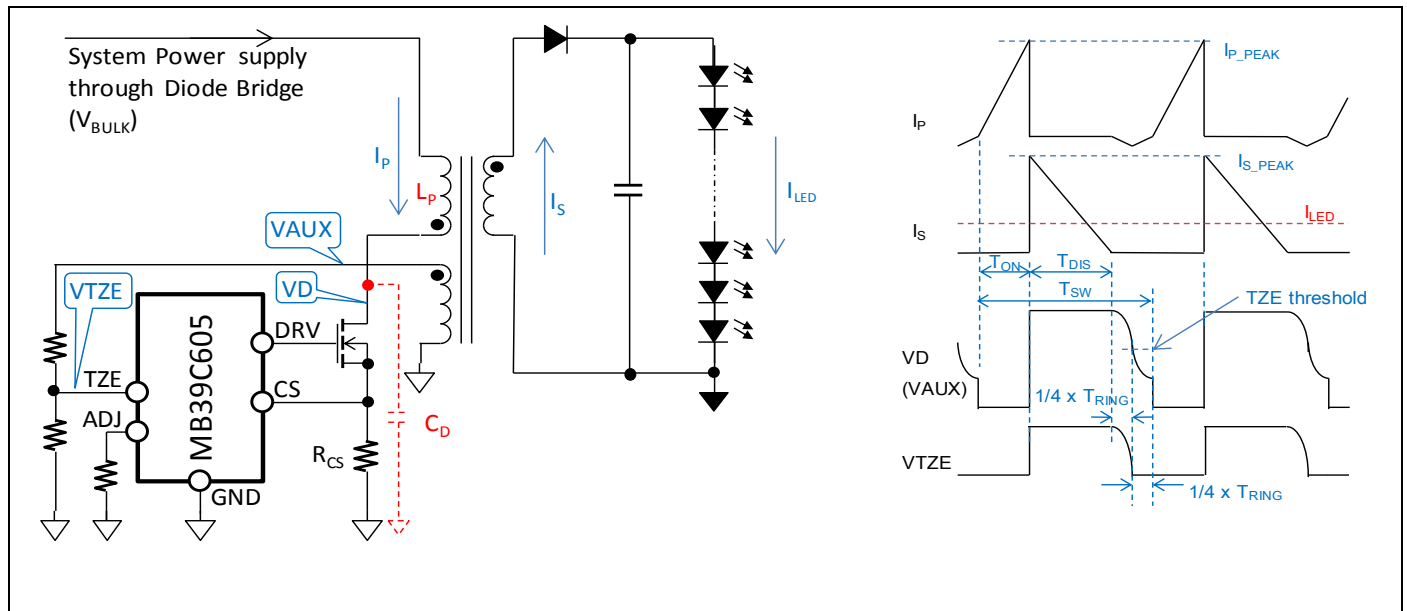 System Power supply
through Diode Bridge
(VBULK)
IP
LP
IS
ILED
VAUX
VTZE
VD
MB39C605
DRV
TZE
CS
ADJ
GND
RCS
CD
IP_PEAK
IP
IS_PEAK
ILED
IS
TON
TDIS
TSW
TZE threshold
VD
(VAUX)
1/4 x TRING
VTZE
1/4 x TRING